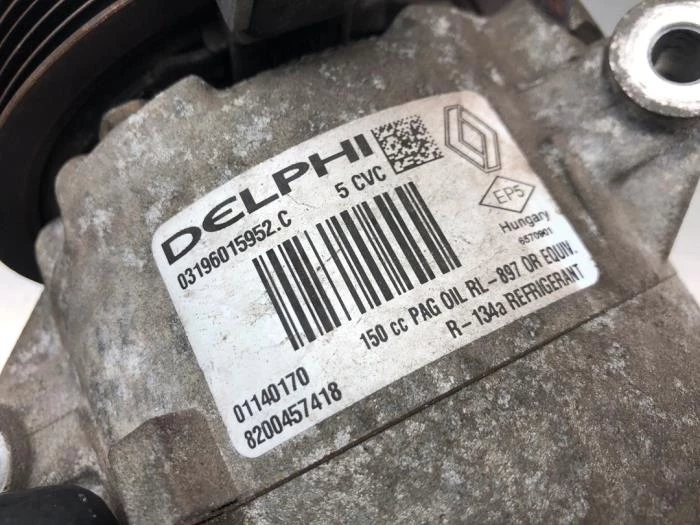 DELPHI
5 CVC
03196015952.C
EP5
Hungary
6570901
150 cc PAG OIL RL-897 OR EQUIV.
R-134a REFRIGERANT
01140170
8200457418